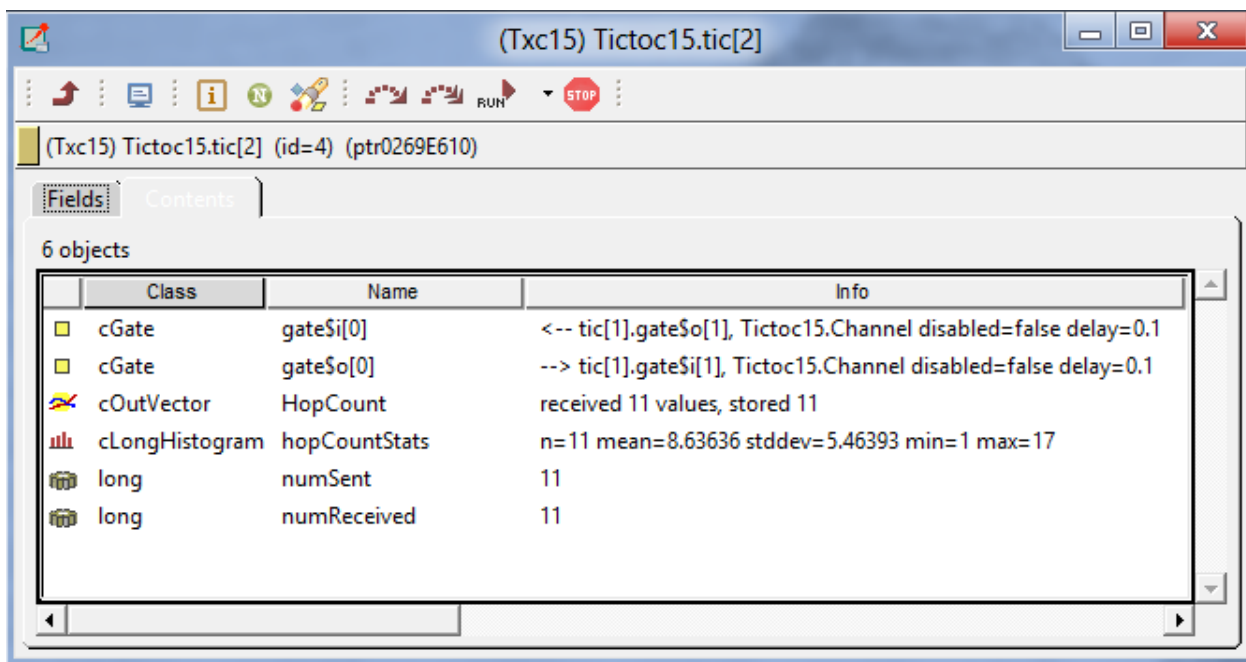 (Txc15) Tictoc15.tic[2]
X
i N RUN STOP
(Txc15) Tictoc15.tic[2] (id=4) (ptr0269E610)
Fields Contents
6 objects
Class Name Info
cGate gate$i[0] <-- tic[1].gate$o[1], Tictoc15.Channel disabled=false delay=0.1
cGate gate$o[0] --> tic[1].gate$i[1], Tictoc15.Channel disabled=false delay=0.1
cOutVector HopCount received 11 values, stored 11
cLongHistogram hopCountStats n=11 mean=8.63636 stddev=5.46393 min=1 max=17
long numSent 11
long numReceived 11